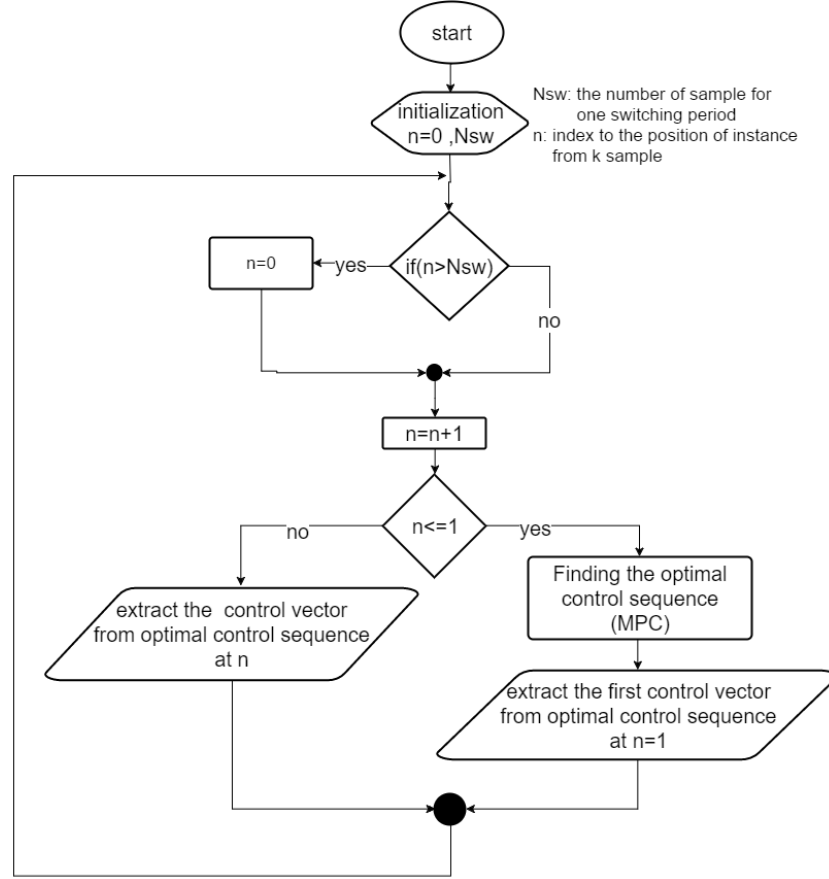 start
initialization
n=0 ,Nsw
Nsw: the number of sample for
one switching period
n: index to the position of instance
from k sample
if(n>Nsw)
yes
n=0
no
n=n+1
n<=1
no
yes
Finding the optimal
control sequence
(MPC)
extract the control vector
from optimal control sequence
at n
extract the first control vector
from optimal control sequence
at n=1